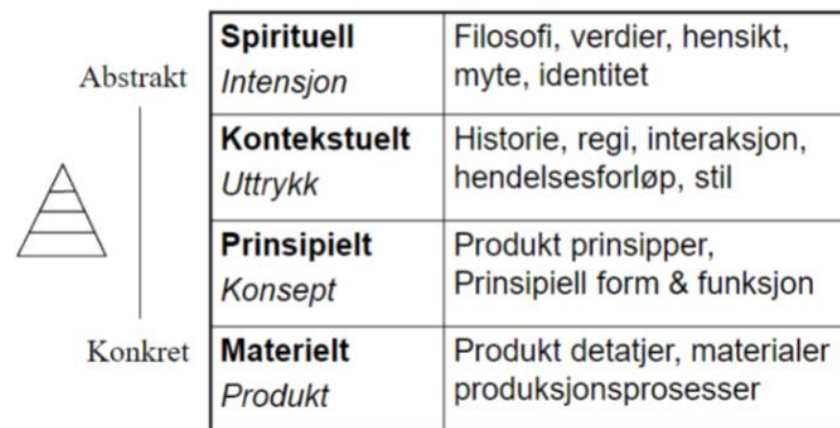 Abstrakt
Konkret
Spirituell
Intensjon
Filosofi, verdier, hensikt,
myte, identitet
Kontekstuelt
Uttrykk
Historie, regi, interaksjon,
hendelsesforløp, stil
Prinsipielt
Konsept
Produkt prinsipper,
Prinsipiell form & funksjon
Materielt
Produkt
Produkt detatjer, materialer
produksjonsprosesser